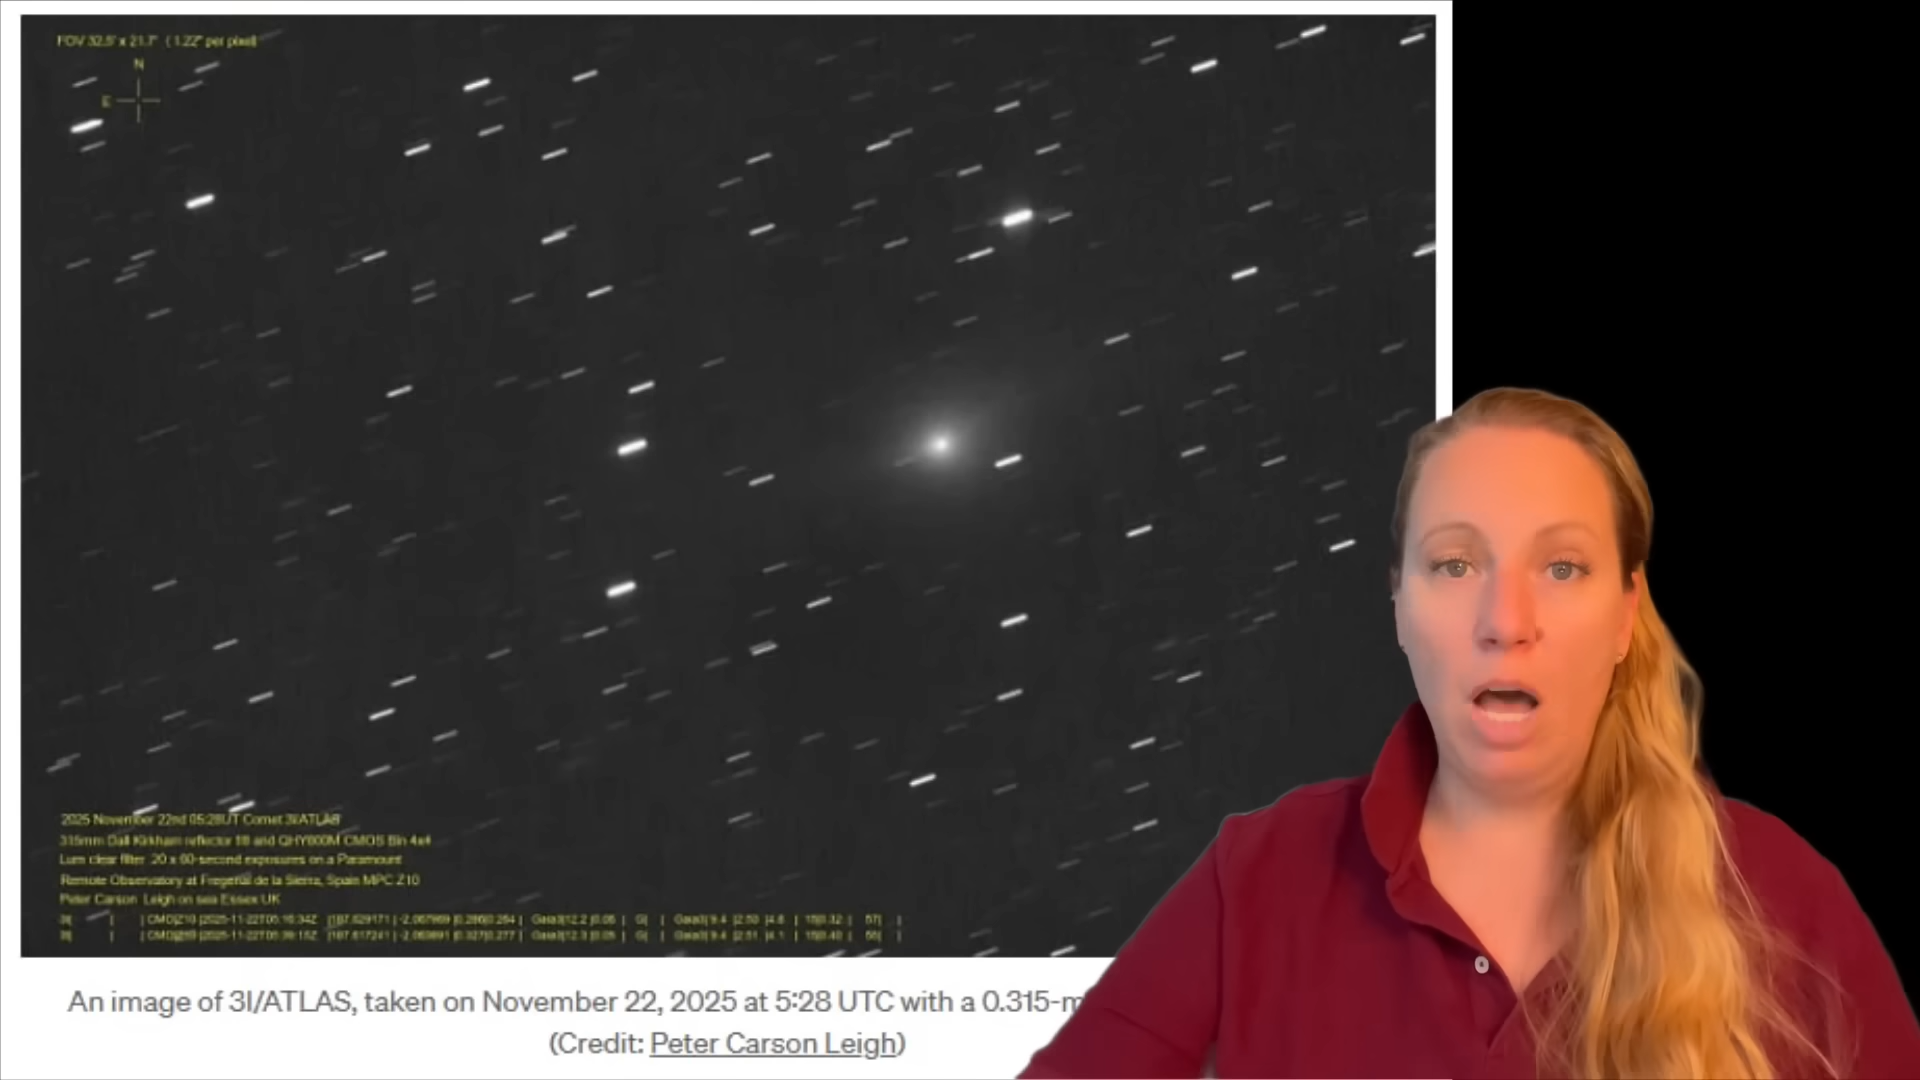 FOV 32.5' x 21.7' ( 1.22" per pixel)
N
E
2025 November 22nd 05:28UT Comet 3I/ATLAS
315mm Dall Kirkham reflector f/8 and QHY600M CMOS Bin 4x4
Lum clear filter 20 x 60-second exposures on a Paramount
Remote Observatory at Fregenal de la Sierra, Spain MPC Z10
Peter Carson Leigh on sea Essex UK
An image of 3I/ATLAS, taken on November 22, 2025 at 5:28 UTC with a 0.315-m
(Credit: Peter Carson Leigh)